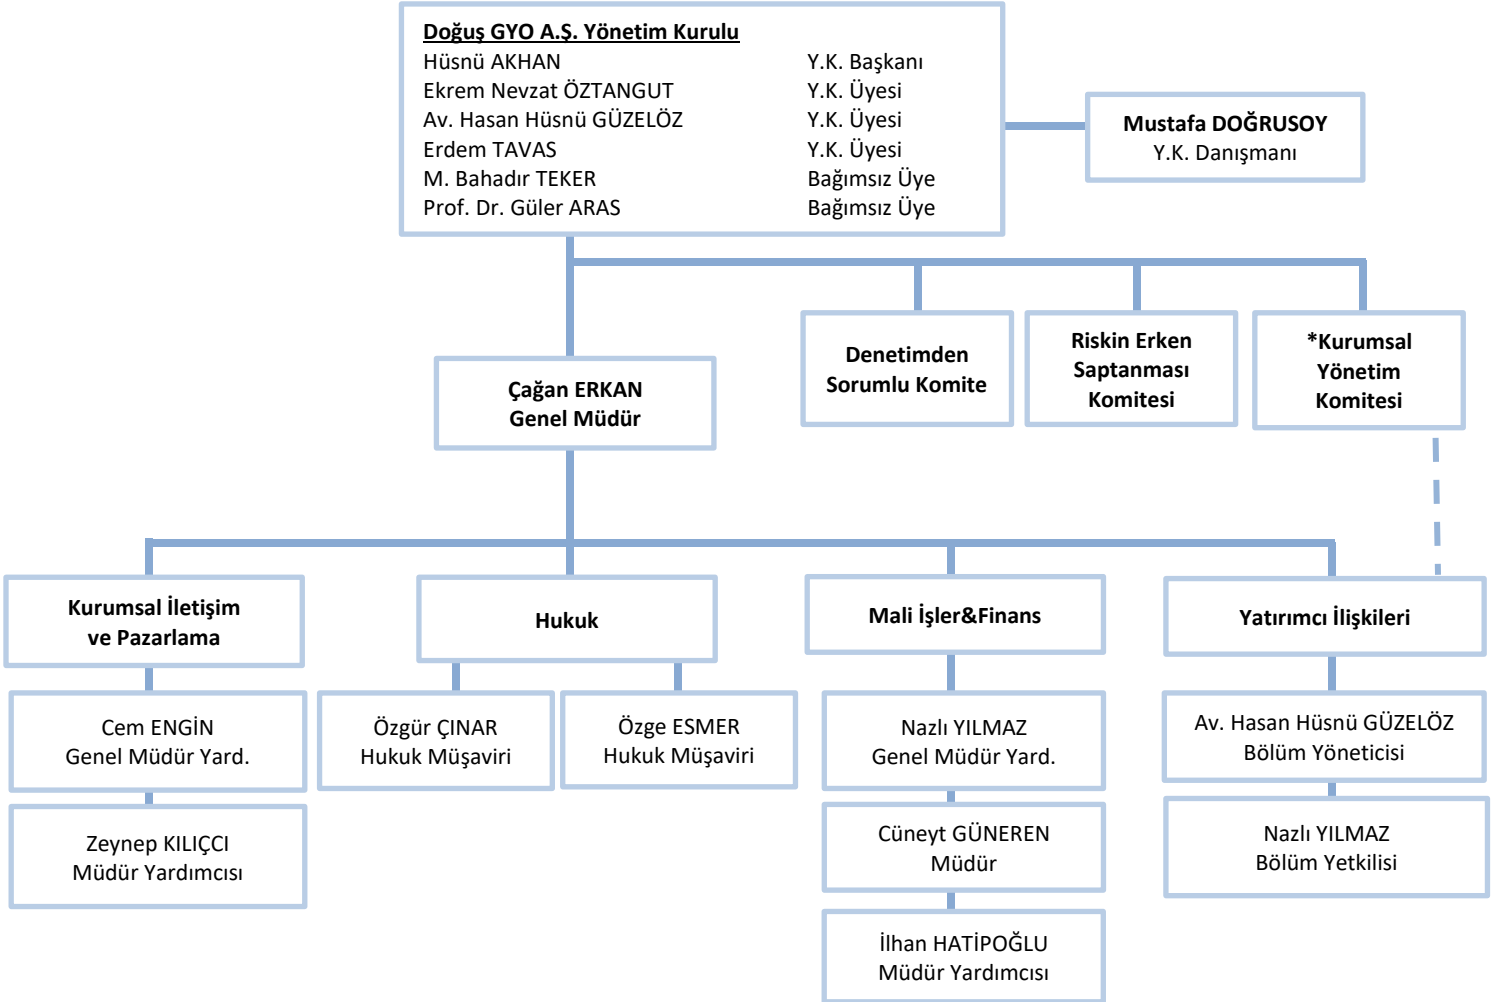 Doğuş GYO A.Ş. Yönetim Kurulu
Hüsnü AKHAN Y.K. Başkanı
Ekrem Nevzat ÖZTANGUT Y.K. Üyesi
Av. Hasan Hüsnü GÜZELÖZ Y.K. Üyesi
Erdem TAVAS Y.K. Üyesi
M. Bahadır TEKER Bağımsız Üye
Prof. Dr. Güler ARAS Bağımsız Üye
Mustafa DOĞRUSOY
Y.K. Danışmanı
Çağan ERKAN
Genel Müdür
Denetimden
Sorumlu Komite
Riskin Erken
Saptanması
Komitesi
*Kurumsal
Yönetim
Komitesi
Kurumsal İletişim
ve Pazarlama
Hukuk
Mali İşler&Finans
Yatırımcı İlişkileri
Cem ENGİN
Genel Müdür Yard.
Özgür ÇINAR
Hukuk Müşaviri
Özge ESMER
Hukuk Müşaviri
Nazlı YILMAZ
Genel Müdür Yard.
Av. Hasan Hüsnü GÜZELÖZ
Bölüm Yöneticisi
Zeynep KILIÇCI
Müdür Yardımcısı
Cüneyt GÜNEREN
Müdür
Nazlı YILMAZ
Bölüm Yetkilisi
İlhan HATİPOĞLU
Müdür Yardımcısı